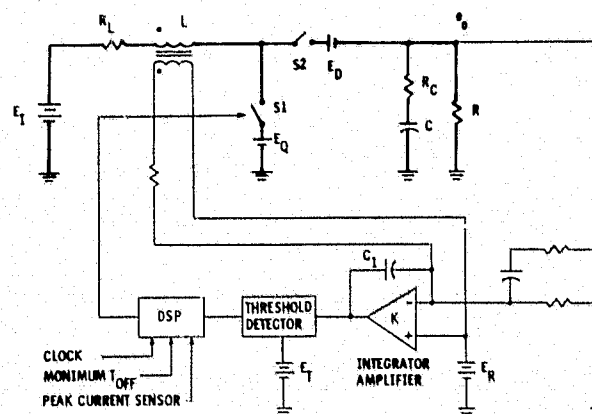 R_L
L
e_o
S2
E_D
E_I
S1
E_Q
R_C
C
R
C_1
K
DSP
THRESHOLD
DETECTOR
INTEGRATOR
AMPLIFIER
E_T
E_R
CLOCK
MONIMUM T_OFF
PEAK CURRENT SENSOR